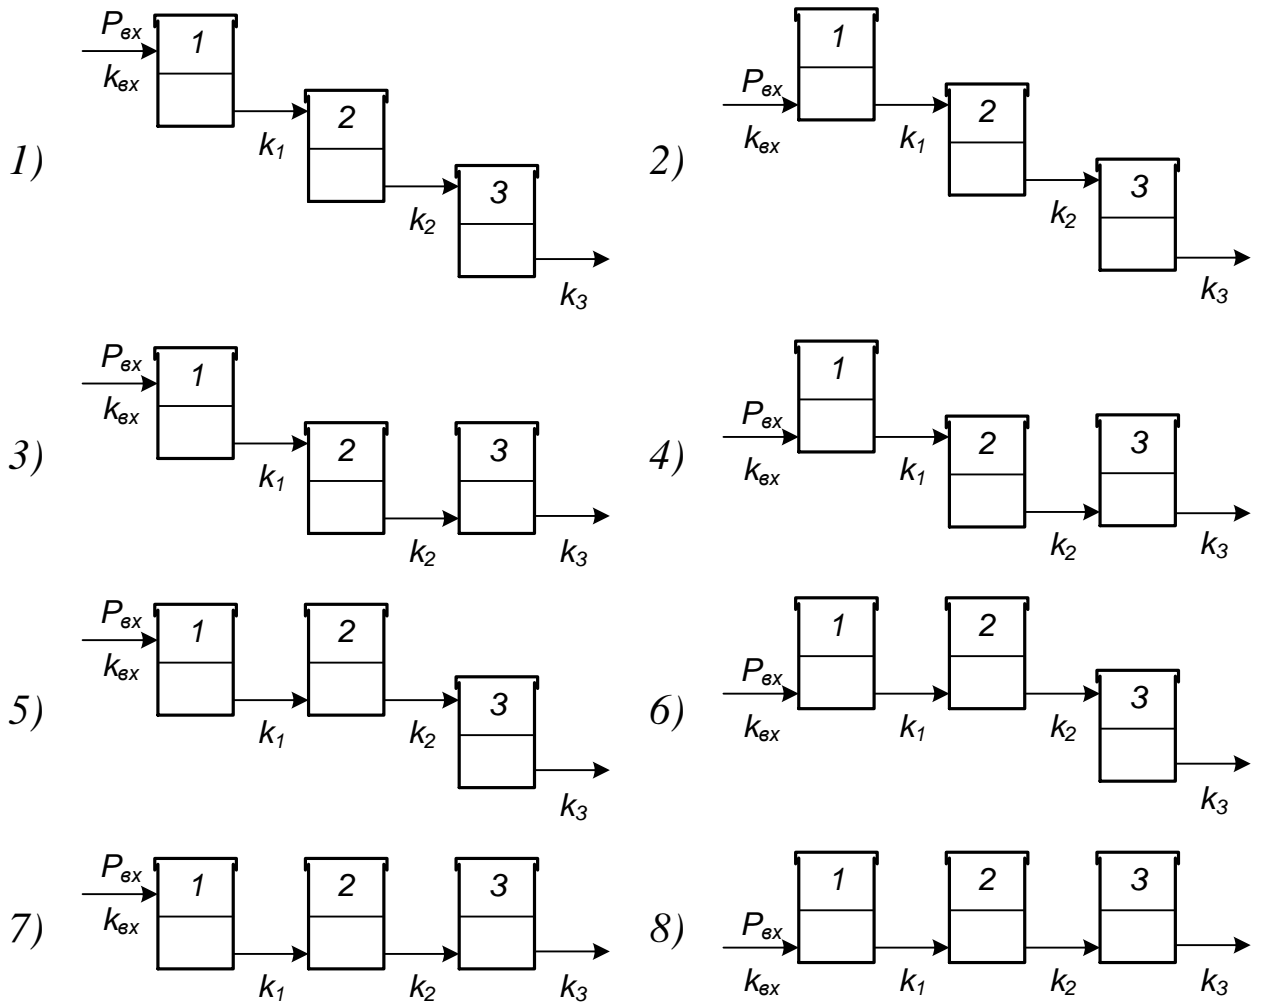 P_вх 1
k_вх
1)
k_1 2
k_2 3
k_3
1
P_вх
k_вх
2)
k_1 2
k_2 3
k_3
P_вх 1
k_вх
3)
k_1 2 3
k_2 k_3
1
P_вх
k_вх
4)
k_1 2 3
k_2 k_3
P_вх 1 2
k_вх
5)
k_1 k_2 3
k_3
1 2
P_вх
6)
k_вх k_1 k_2 3
k_3
P_вх 1 2 3
k_вх
7)
k_1 k_2 k_3
1 2 3
P_вх
8)
k_вх k_1 k_2 k_3